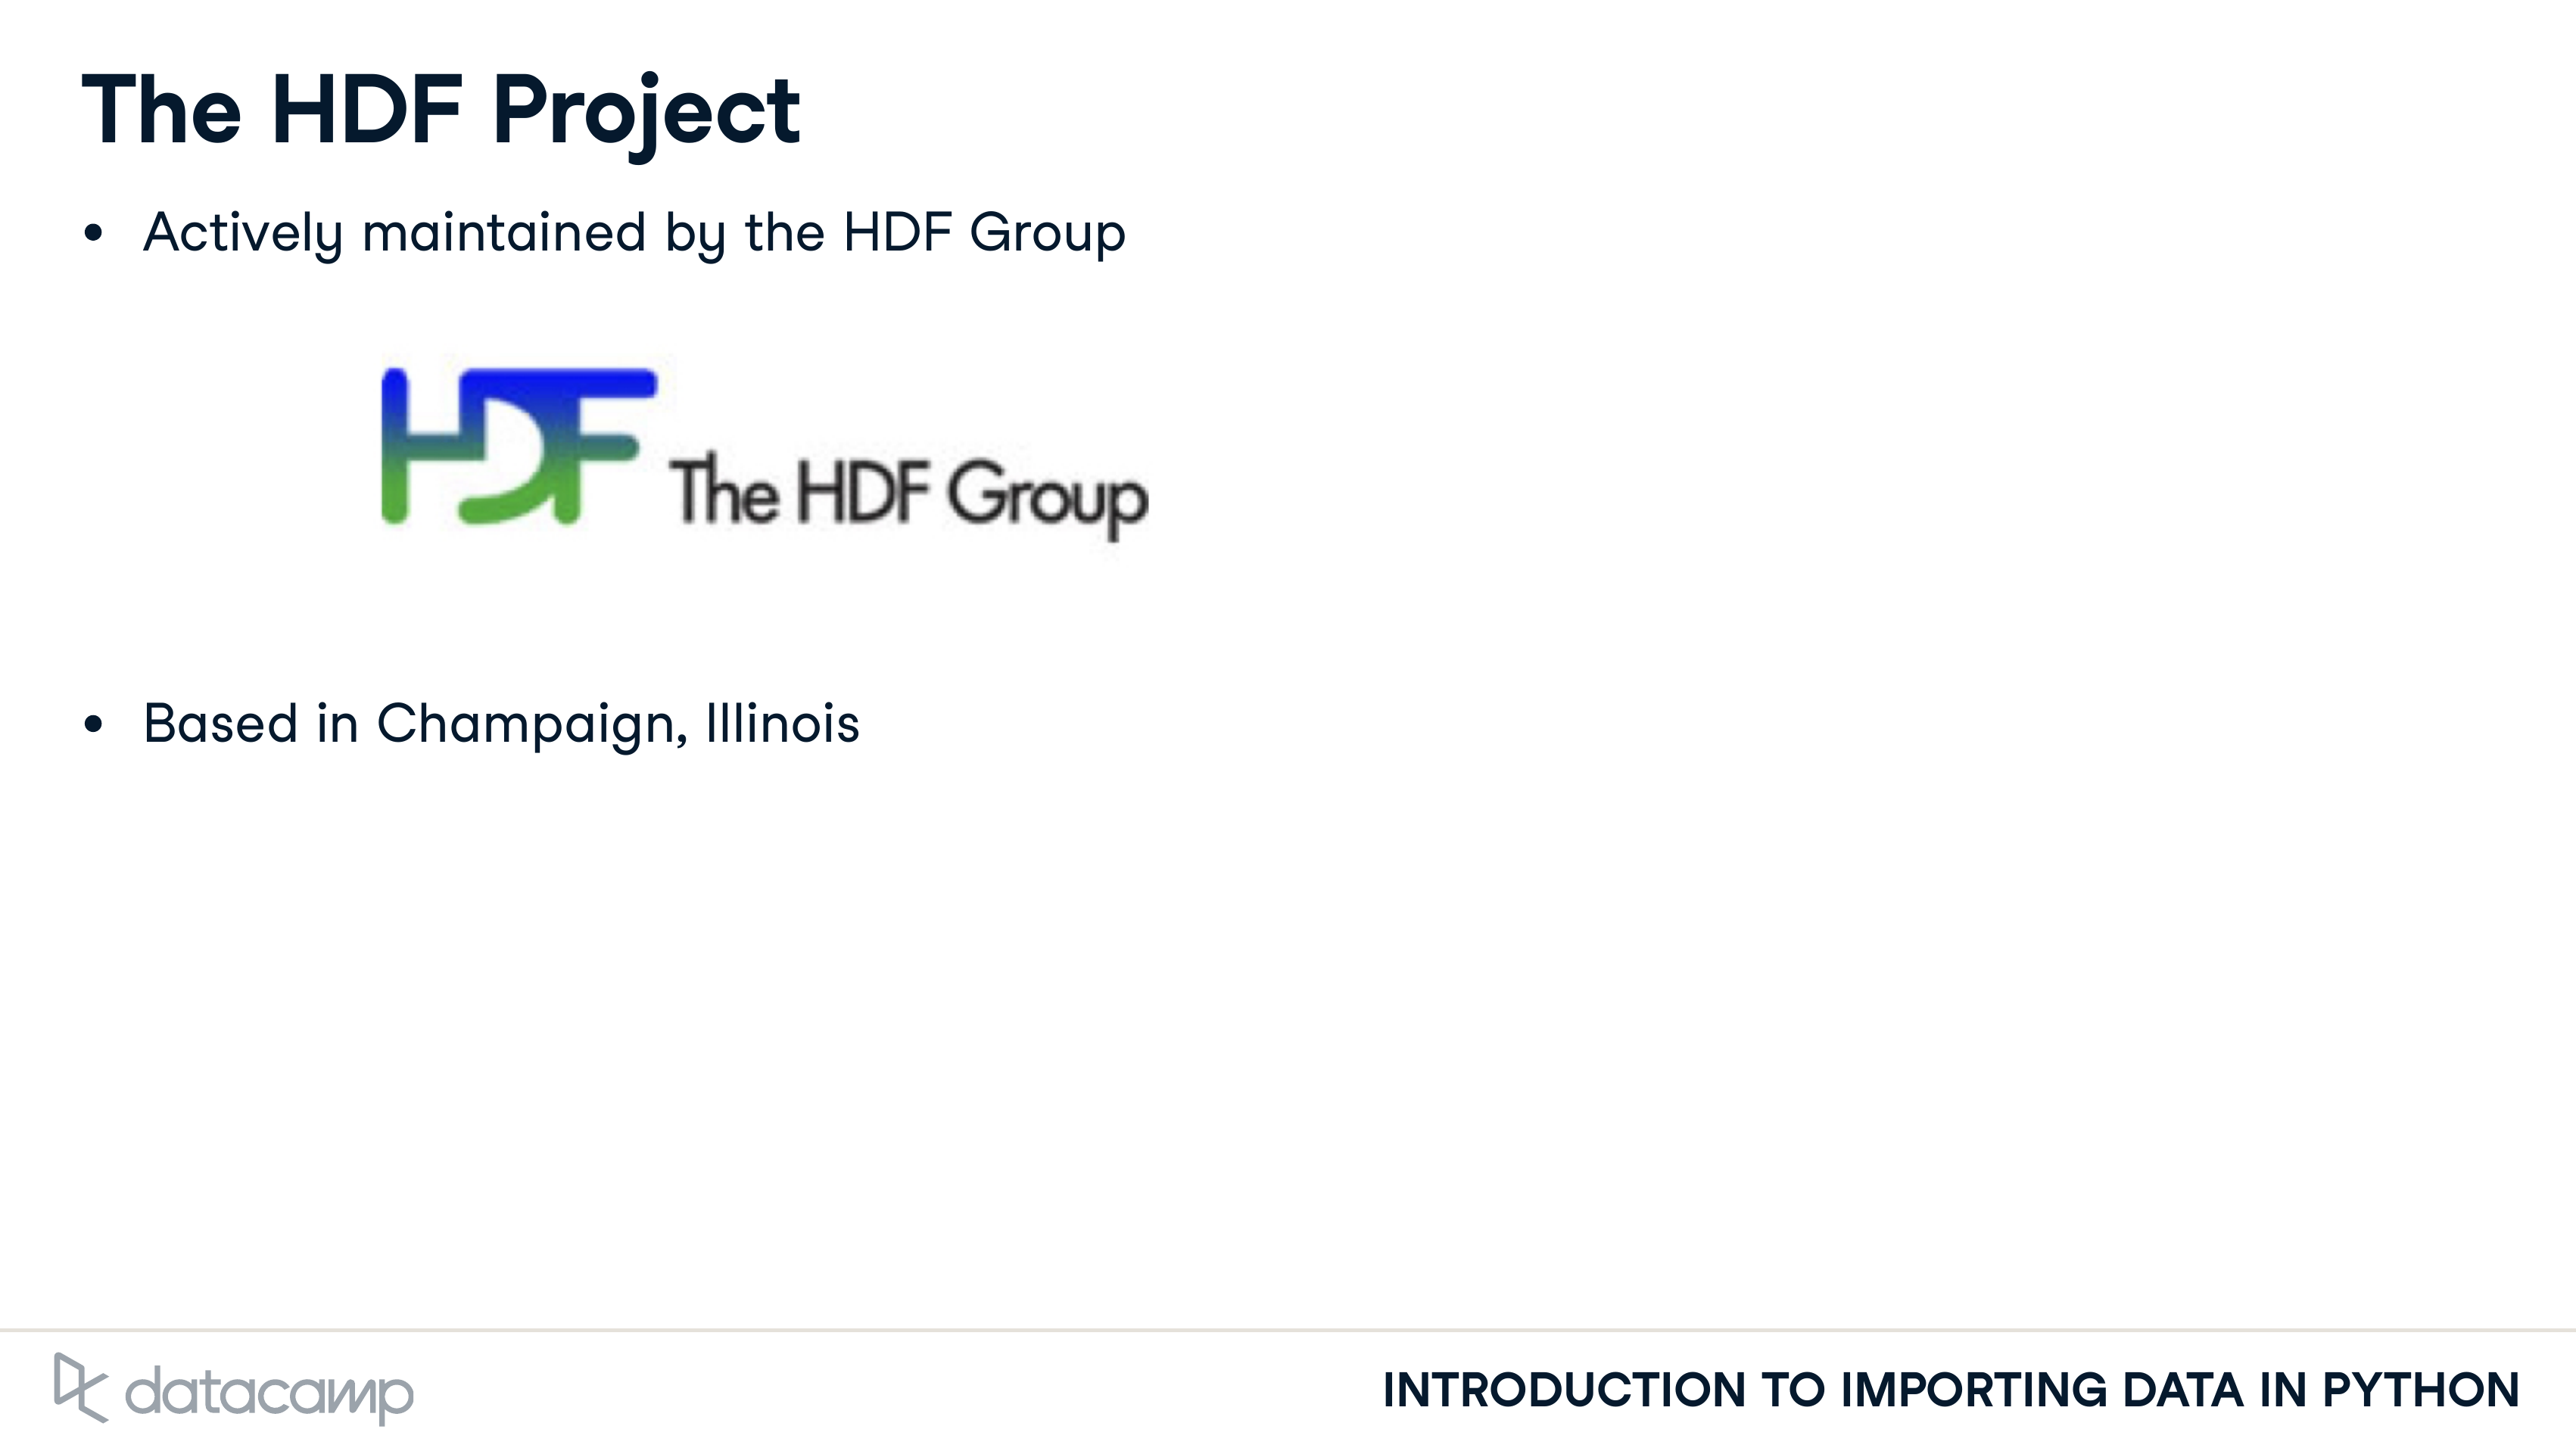 The HDF Project
• Actively maintained by the HDF Group
HDF The HDF Group
• Based in Champaign, Illinois
datacamp
INTRODUCTION TO IMPORTING DATA IN PYTHON